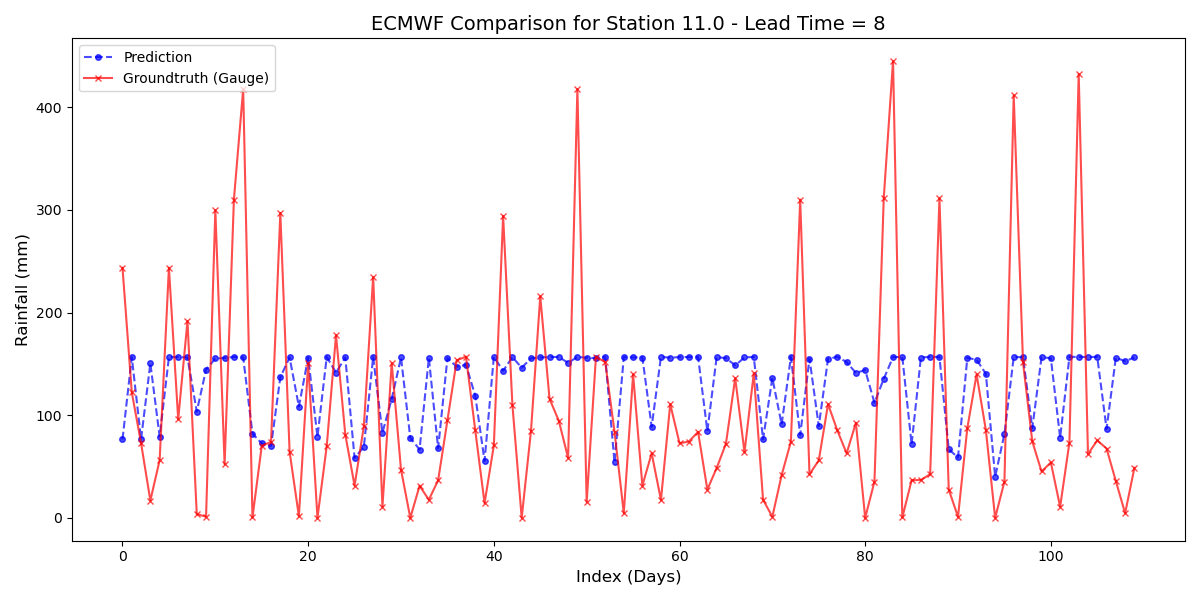 ECMWF Comparison for Station 11.0 - Lead Time = 8
Prediction
Groundtruth (Gauge)
Rainfall (mm)
400
300
200
100
0
0 20 40 60 80 100
Index (Days)